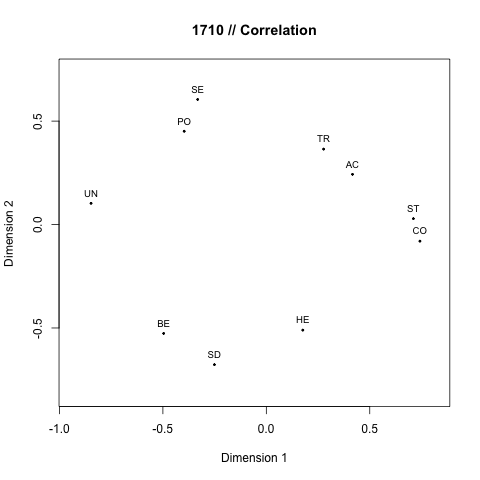 1710 // Correlation
SE
PO
TR
AC
UN
ST
CO
HE
BE
SD
0.5
0.0
-0.5
Dimension 2
-1.0 -0.5 0.0 0.5
Dimension 1